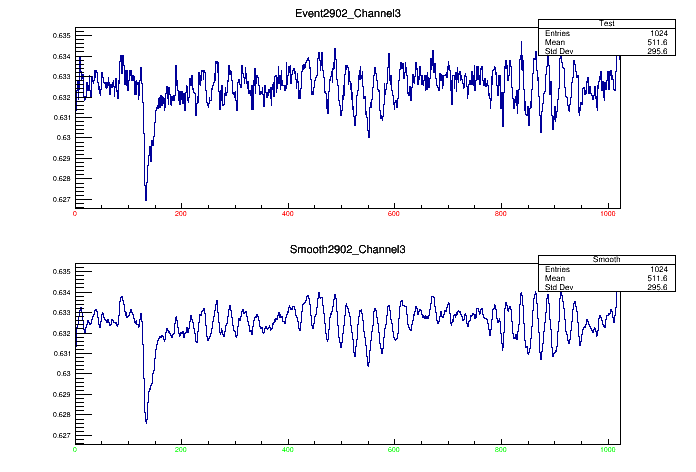 Event2902_Channel3
Test
Entries 1024
Mean 511.6
Std Dev 295.6
0.635
0.634
0.633
0.632
0.631
0.63
0.629
0.628
0.627
0 200 400 600 800 1000
Smooth2902_Channel3
Smooth
Entries 1024
Mean 511.6
Std Dev 295.6
0.635
0.634
0.633
0.632
0.631
0.63
0.629
0.628
0.627
0 200 400 600 800 1000